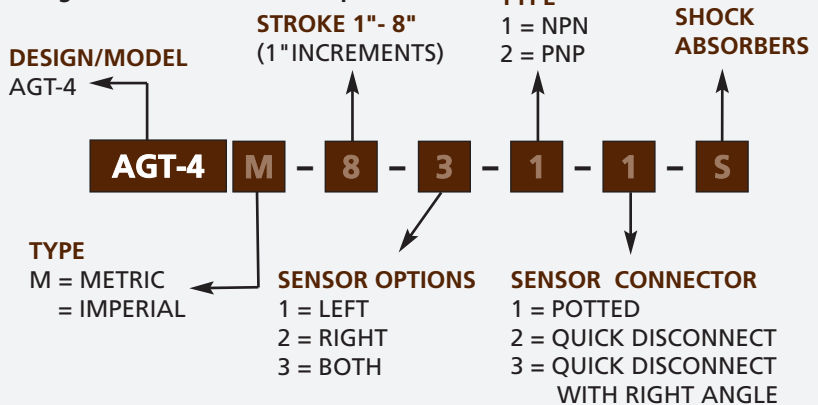 STROKE 1"- 8"
(1"INCREMENTS)
1 = NPN
2 = PNP
SHOCK
ABSORBERS
DESIGN/MODEL
AGT-4
AGT-4 M – 8 – 3 – 1 – 1 – S
TYPE
M = METRIC
= IMPERIAL
SENSOR OPTIONS
1 = LEFT
2 = RIGHT
3 = BOTH
SENSOR CONNECTOR
1 = POTTED
2 = QUICK DISCONNECT
3 = QUICK DISCONNECT
WITH RIGHT ANGLE